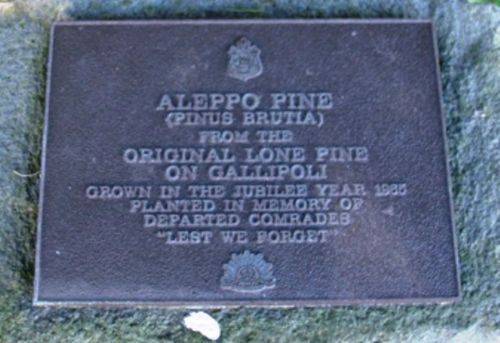 ALEPPO PINE
(PINUS BRUTIA)
FROM THE
ORIGINAL LONE PINE
ON GALLIPOLI
GROWN IN THE JUBILEE YEAR 1985
PLANTED IN MEMORY OF
DEPARTED COMRADES
"LEST WE FORGET"